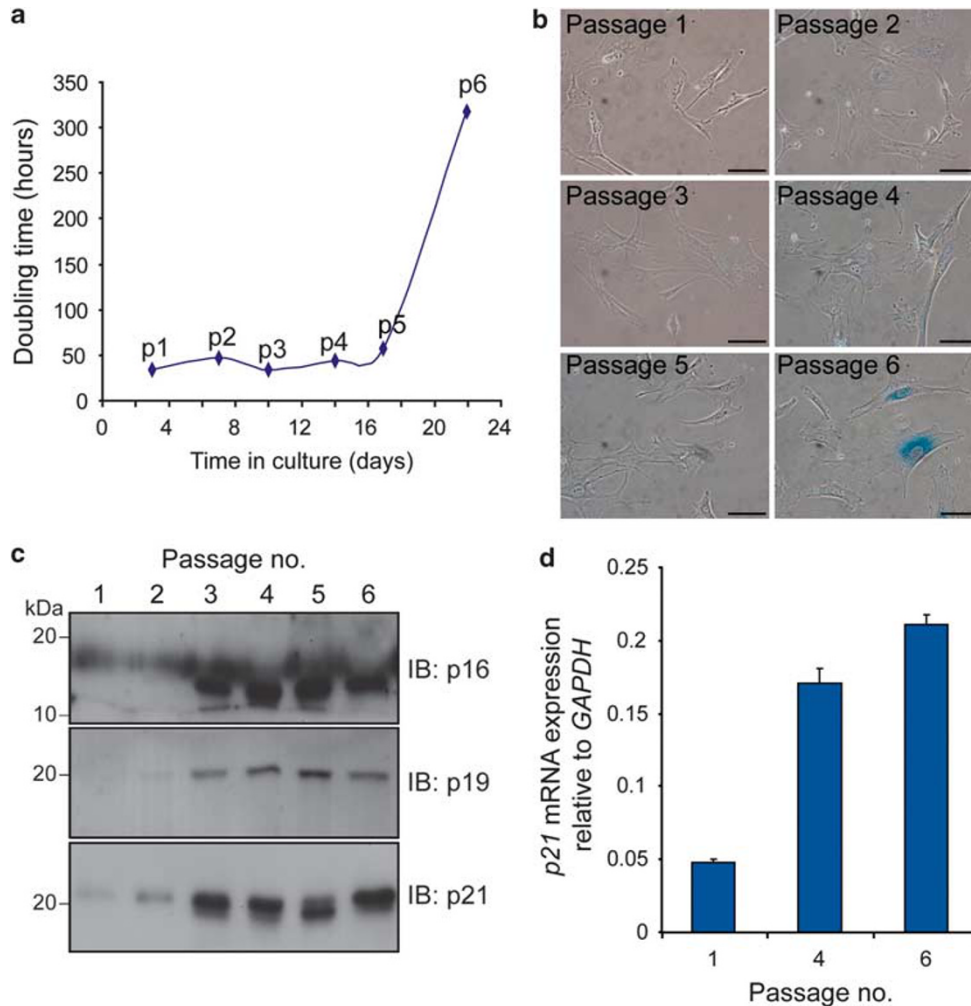 a
350
300
250
200
150
100
50
0
Doubling time (hours)
p1
p2
p3
p4
p5
p6
0 4 8 12 16 20 22 24
Time in culture (days)
b
Passage 1
Passage 2
Passage 3
Passage 4
Passage 5
Passage 6
c
Passage no.
1 2 3 4 5 6
kDa
20
10
IB: p16
20
IB: p19
20
IB: p21
d
0.25
0.2
0.15
0.1
0.05
0
p21 mRNA expression
relative to GAPDH
1 4 6
Passage no.